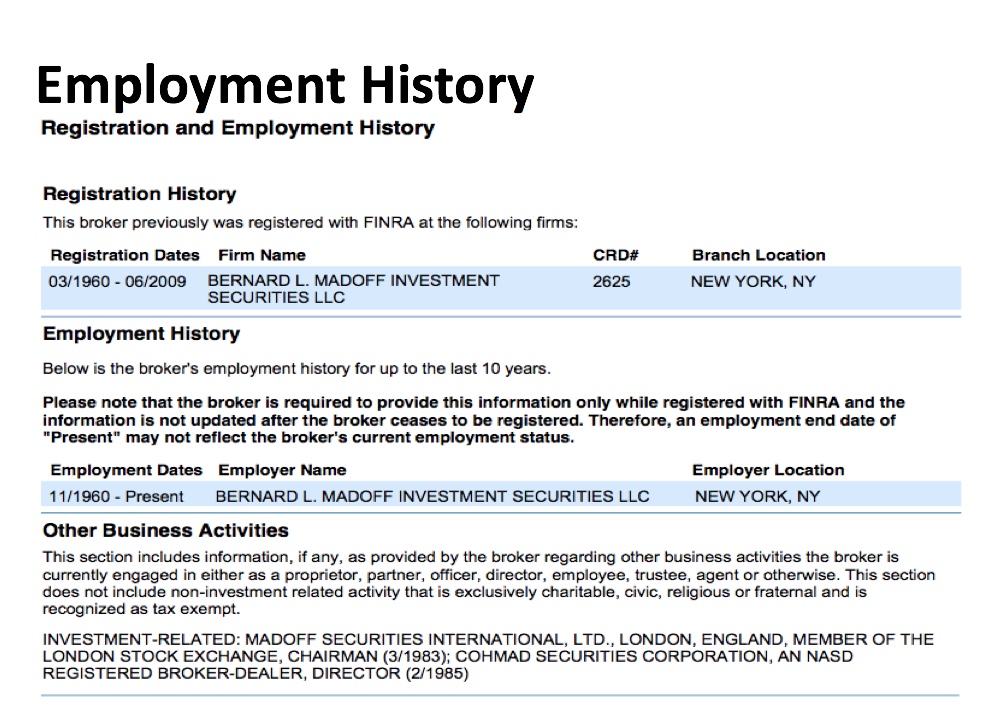 Employment History
Registration and Employment History
Registration History
This broker previously was registered with FINRA at the following firms:
Registration Dates Firm Name CRD# Branch Location
03/1960 - 06/2009 BERNARD L. MADOFF INVESTMENT 2625 NEW YORK, NY
SECURITIES LLC
Employment History
Below is the broker's employment history for up to the last 10 years.
Please note that the broker is required to provide this information only while registered with FINRA and the
information is not updated after the broker ceases to be registered. Therefore, an employment end date of
"Present" may not reflect the broker's current employment status.
Employment Dates Employer Name Employer Location
11/1960 - Present BERNARD L. MADOFF INVESTMENT SECURITIES LLC NEW YORK, NY
Other Business Activities
This section includes information, if any, as provided by the broker regarding other business activities the broker is
currently engaged in either as a proprietor, partner, officer, director, employee, trustee, agent or otherwise. This section
does not include non-investment related activity that is exclusively charitable, civic, religious or fraternal and is
recognized as tax exempt.
INVESTMENT-RELATED: MADOFF SECURITIES INTERNATIONAL, LTD., LONDON, ENGLAND, MEMBER OF THE
LONDON STOCK EXCHANGE, CHAIRMAN (3/1983); COHMAD SECURITIES CORPORATION, AN NASD
REGISTERED BROKER-DEALER, DIRECTOR (2/1985)